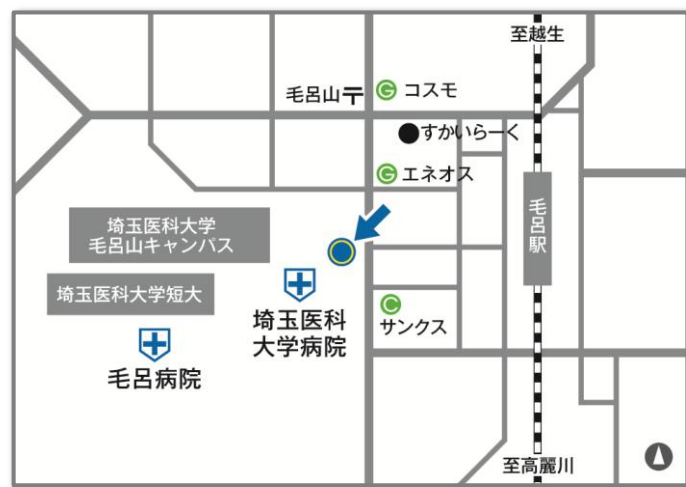 至越生
毛呂山〒
G コスモ
すかいらーく
G エネオス
毛呂駅
埼玉医科大学
毛呂山キャンパス
埼玉医科大学短大
埼玉医科
大学病院
C
サンクス
毛呂病院
至高麗川